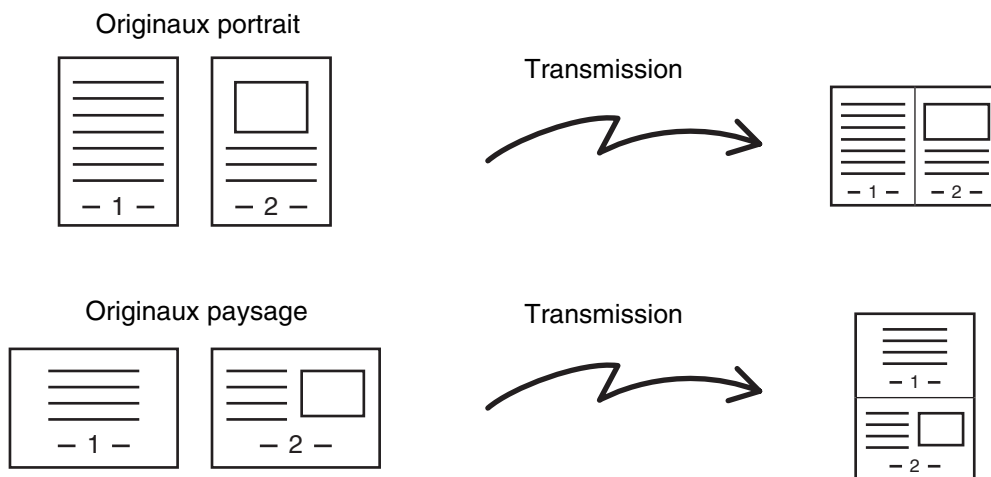 Originaux portrait
Transmission
– 1 –
– 2 –
– 1 –
– 2 –
Originaux paysage
Transmission
– 1 –
– 2 –
– 1 –
– 2 –